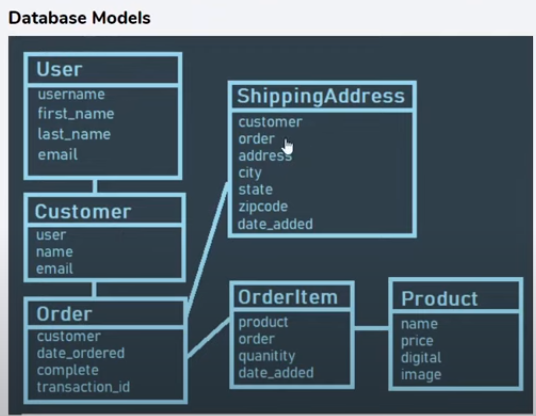 Database Models
User
username
first_name
last_name
email
Customer
user
name
email
Order
customer
date_ordered
complete
transaction_id
ShippingAddress
customer
order
address
city
state
zipcode
date_added
OrderItem
product
order
quanitity
date_added
Product
name
price
digital
image